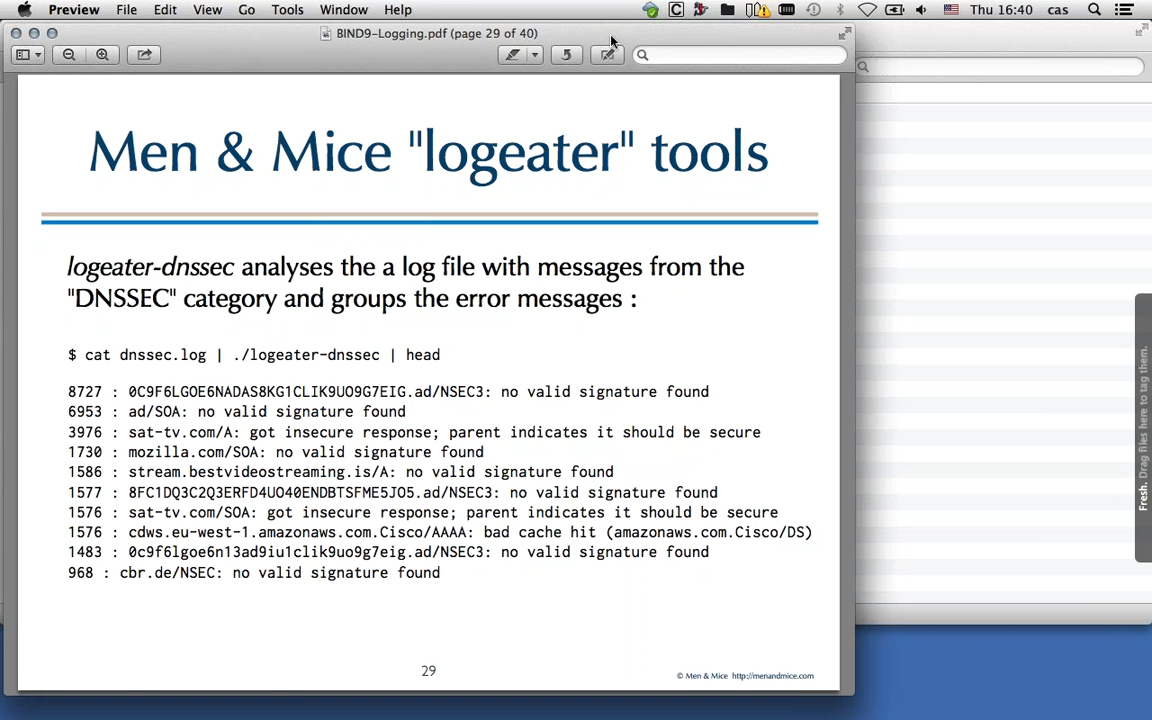 Preview File Edit View Go Tools Window Help Thu 16:40 cas
BIND9-Logging.pdf (page 29 of 40)
Men & Mice "logeater" tools
logeater-dnssec analyses the a log file with messages from the
"DNSSEC" category and groups the error messages :
$ cat dnssec.log | ./logeater-dnssec | head
8727 : 0C9F6LGOE6NADAS8KG1CLIK9UO9G7EIG.ad/NSEC3: no valid signature found
6953 : ad/SOA: no valid signature found
3976 : sat-tv.com/A: got insecure response; parent indicates it should be secure
1730 : mozilla.com/SOA: no valid signature found
1586 : stream.bestvideostreaming.is/A: no valid signature found
1577 : 8FC1DQ3C2Q3ERFD4UO40ENDBTSFME5JO5.ad/NSEC3: no valid signature found
1576 : sat-tv.com/SOA: got insecure response; parent indicates it should be secure
1576 : cdws.eu-west-1.amazonaws.com.Cisco/AAAA: bad cache hit (amazonaws.com.Cisco/DS)
1483 : 0c9f6lgoe6n13ad9iu1clik9uo9g7eig.ad/NSEC3: no valid signature found
968 : cbr.de/NSEC: no valid signature found
29
© Men & Mice http://menandmice.com
Fresh. Drag files here to tag them.